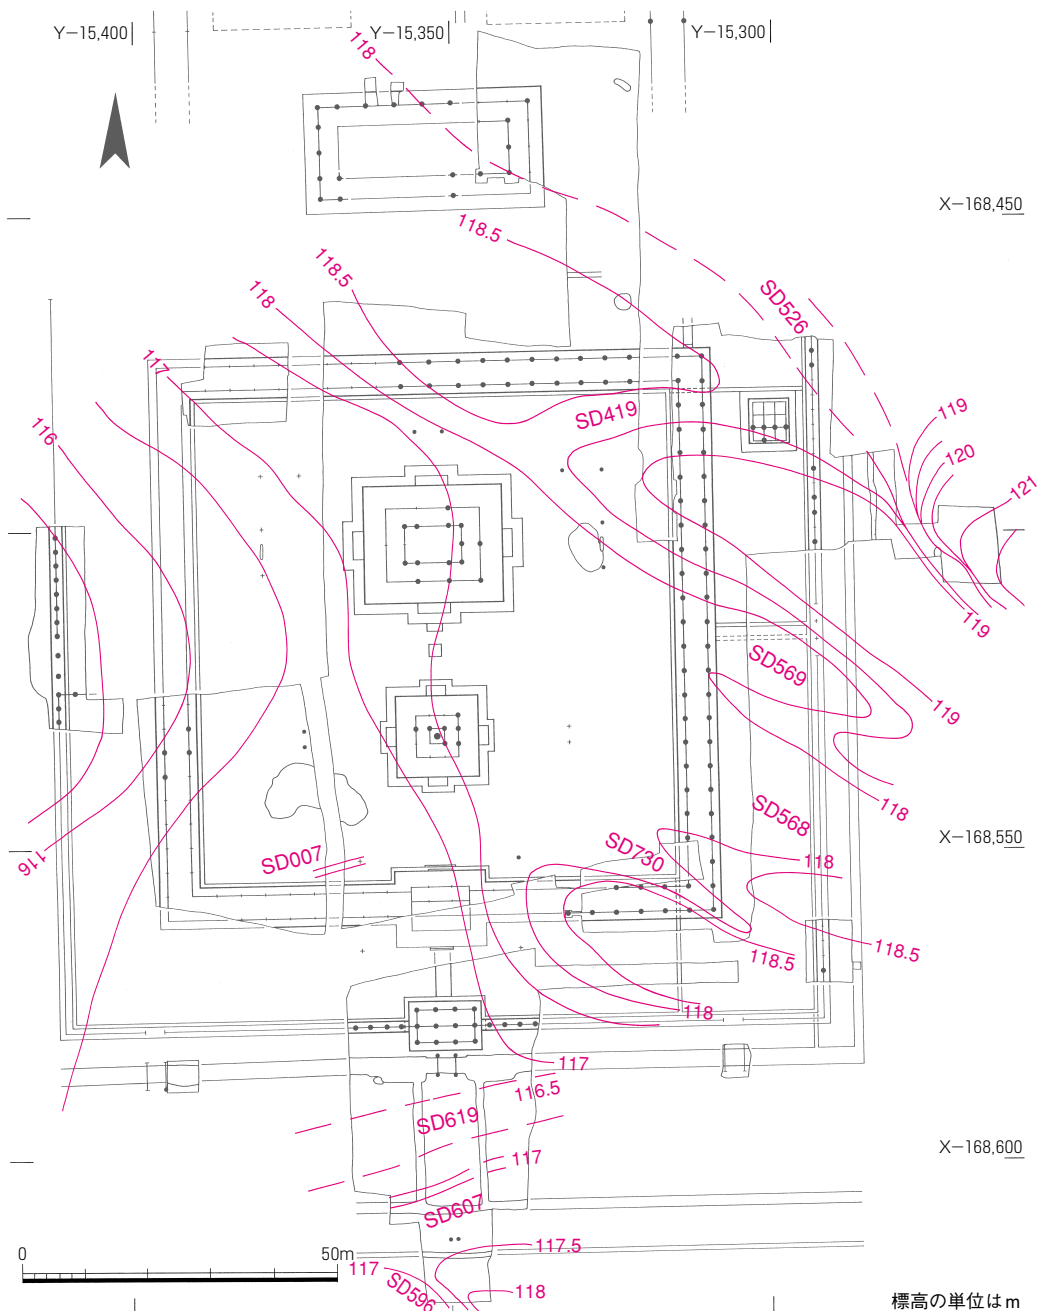 Y−15,400
Y−15,350
Y−15,300
118
X−168,450
118.5
118.5
118
SD526
117
119
SD419
116
120
121
119
SD569
119
118
SD568
SD730
118
SD007
116
118.5
118.5
118
117
116.5
SD619
X−168,550
117
X−168,600
SD607
117.5
0
50m
117
SD596
118
標高の単位はm